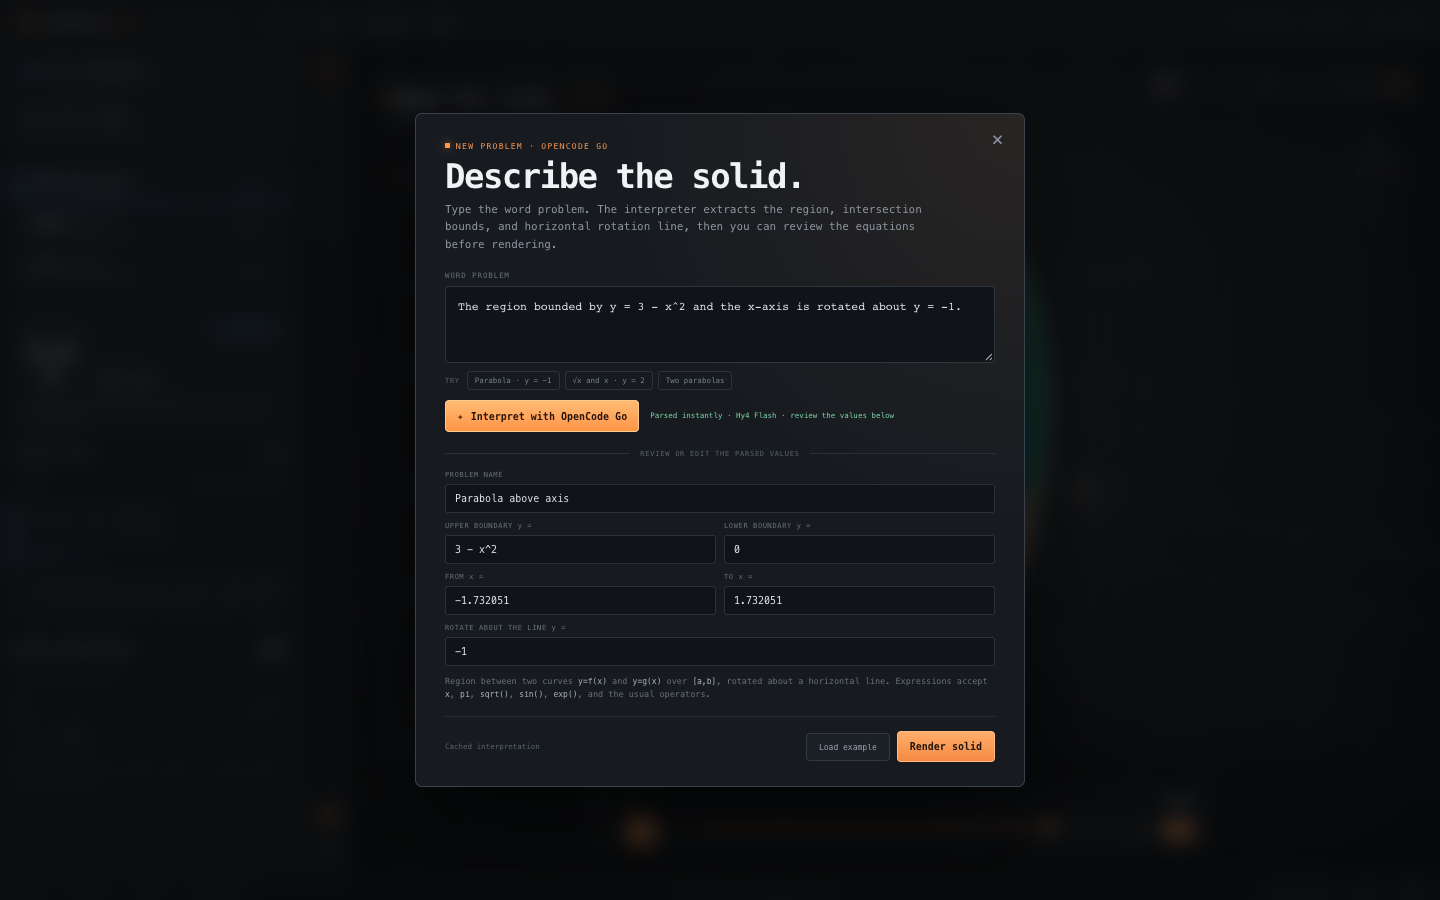 NEW PROBLEM · OPENCODE GO
Describe the solid.
Type the word problem. The interpreter extracts the region, intersection
bounds, and horizontal rotation line, then you can review the equations
before rendering.
WORD PROBLEM
The region bounded by y = 3 − x^2 and the x-axis is rotated about y = −1.
TRY
Parabola · y = −1
√x and x · y = 2
Two parabolas
✦ Interpret with OpenCode Go
Parsed instantly · Hy4 Flash · review the values below
REVIEW OR EDIT THE PARSED VALUES
PROBLEM NAME
Parabola above axis
UPPER BOUNDARY y =
LOWER BOUNDARY y =
3 − x^2
0
FROM x =
TO x =
−1.732051
1.732051
ROTATE ABOUT THE LINE y =
−1
Region between two curves y=f(x) and y=g(x) over [a,b], rotated about a horizontal line. Expressions accept
x, pi, sqrt(), sin(), exp(), and the usual operators.
Cached interpretation
Load example
Render solid